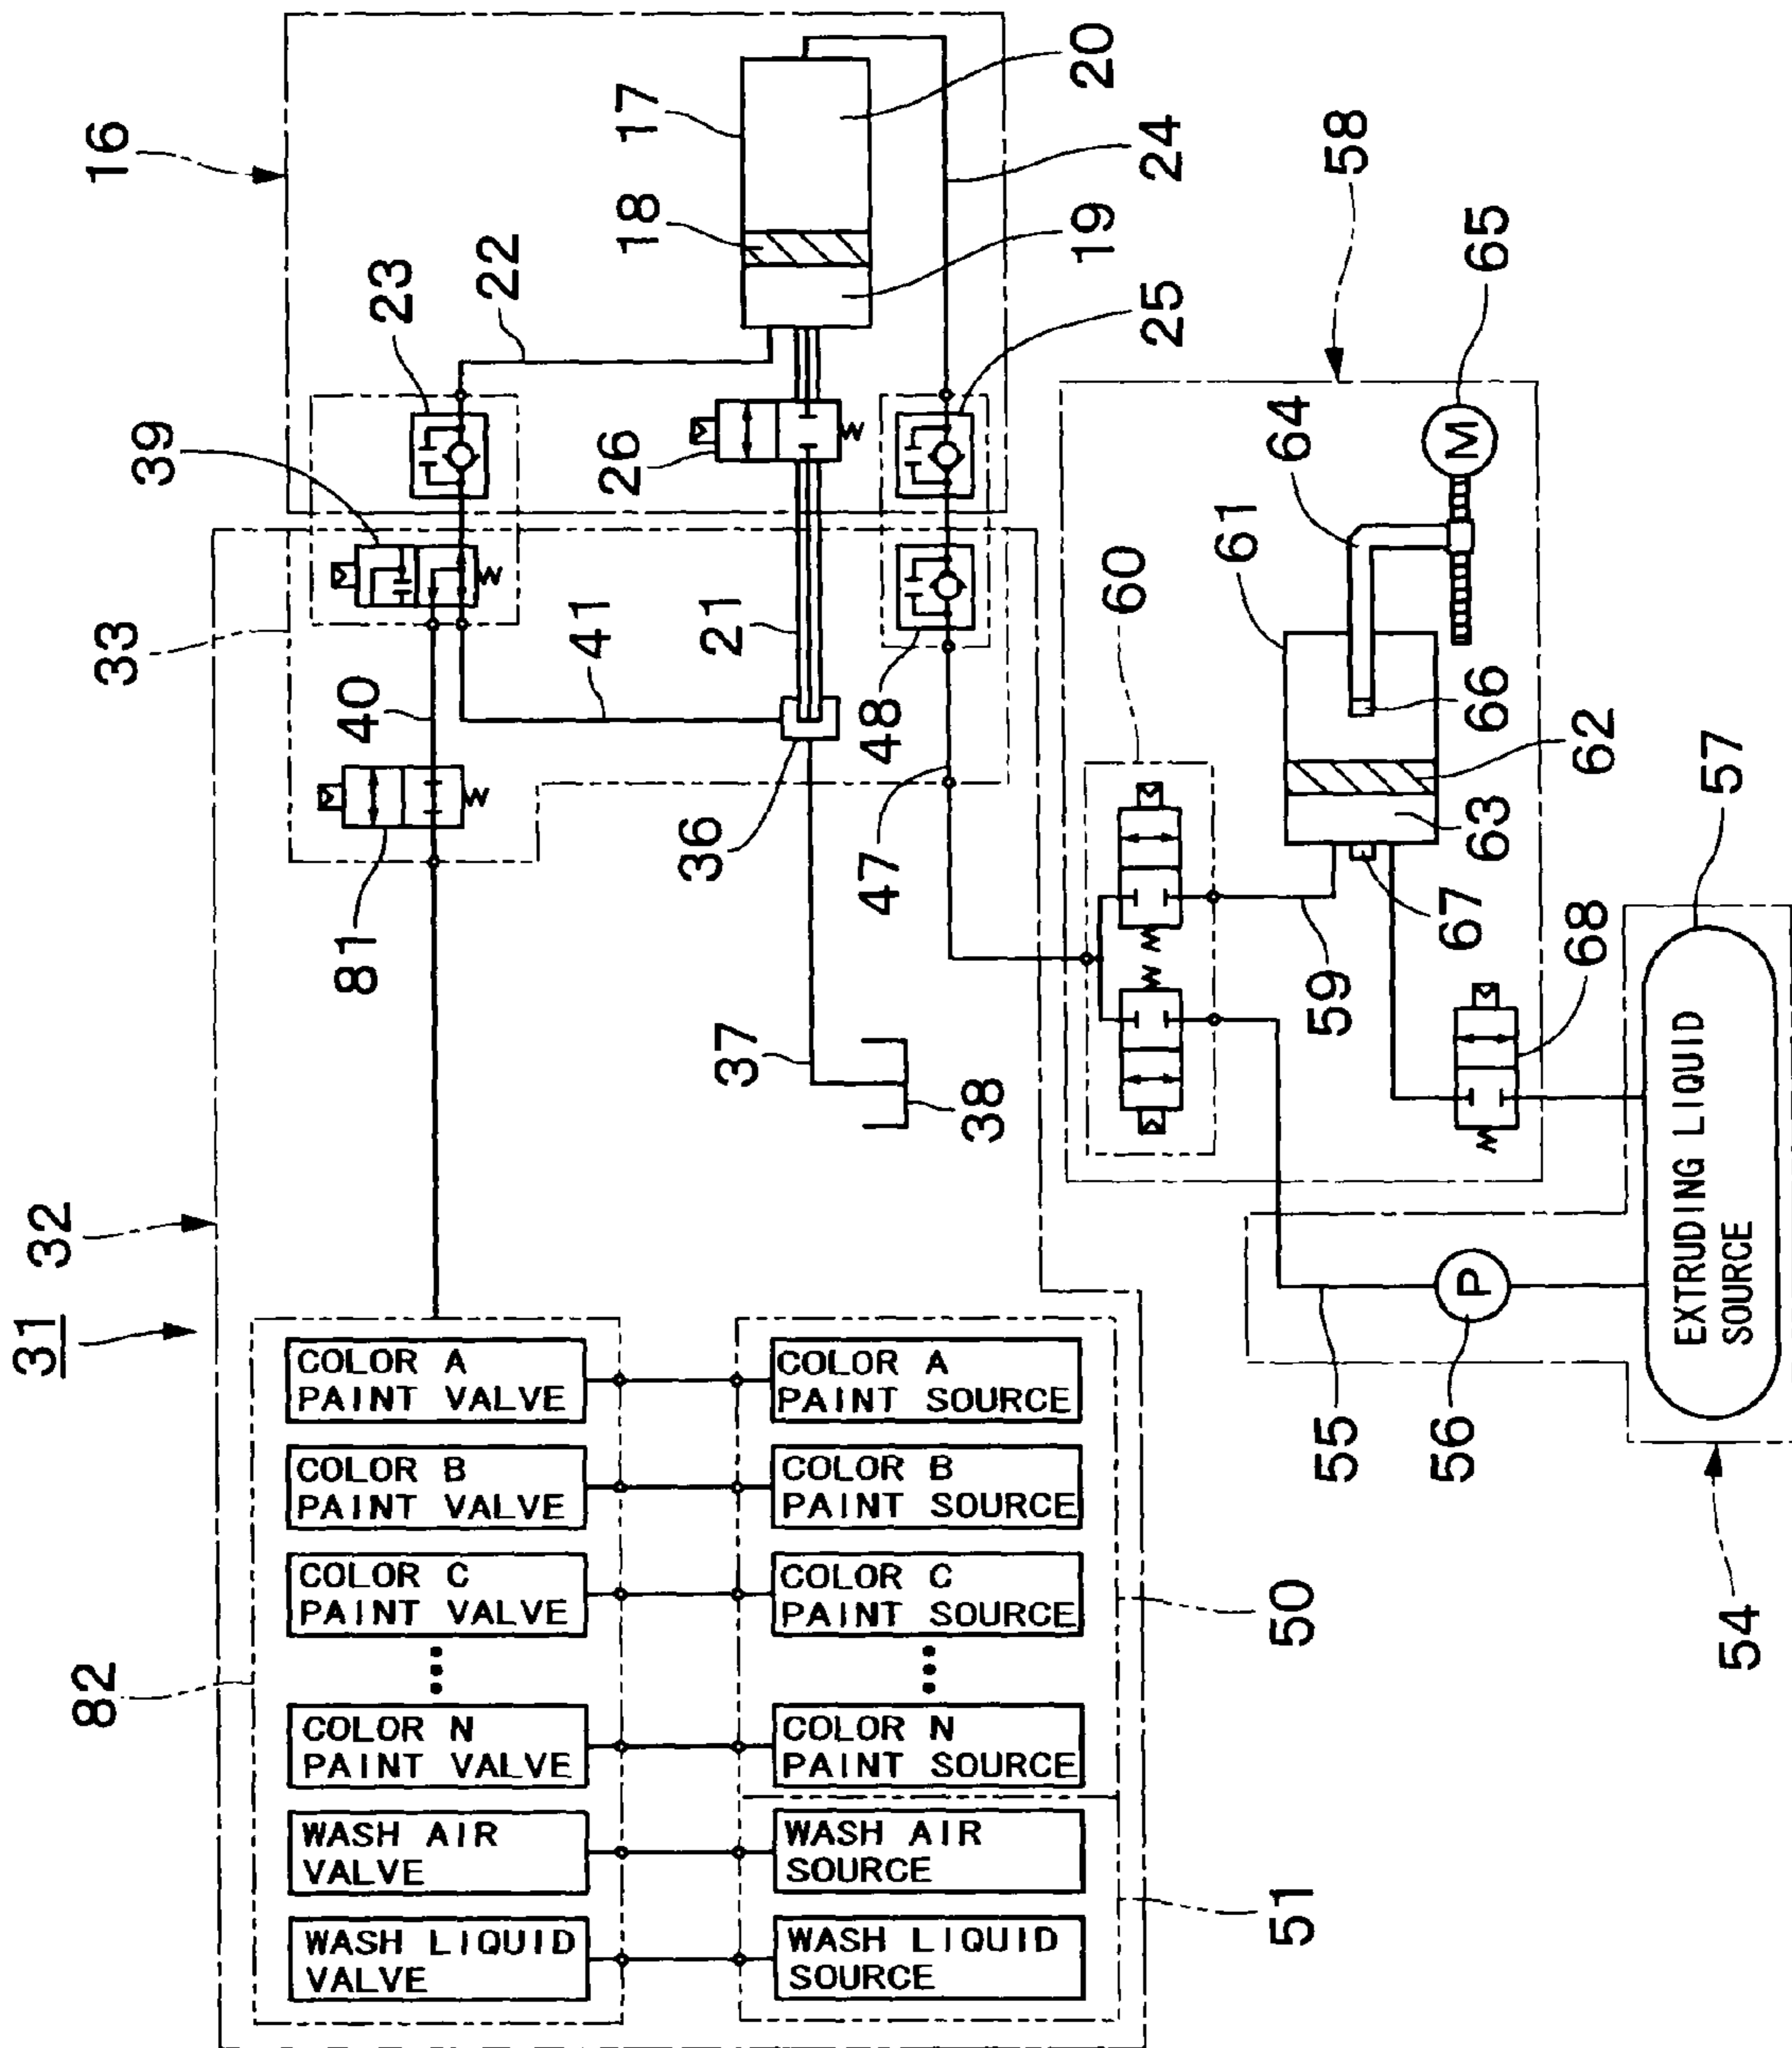 16
17
20
18
24
19
22
23
25
26
39
58
65
64
61
60
33
21
41
40
48
66
62
63
57
36
47
67
68
59
81
37
38
32
31
EXTRUDING LIQUID
SOURCE
P
M
55
56
54
COLOR A
PAINT VALVE
COLOR A
PAINT SOURCE
COLOR B
PAINT VALVE
COLOR B
PAINT SOURCE
COLOR C
PAINT VALVE
COLOR C
PAINT SOURCE
50
82
COLOR N
PAINT VALVE
COLOR N
PAINT SOURCE
WASH AIR
VALVE
WASH AIR
SOURCE
51
WASH LIQUID
VALVE
WASH LIQUID
SOURCE